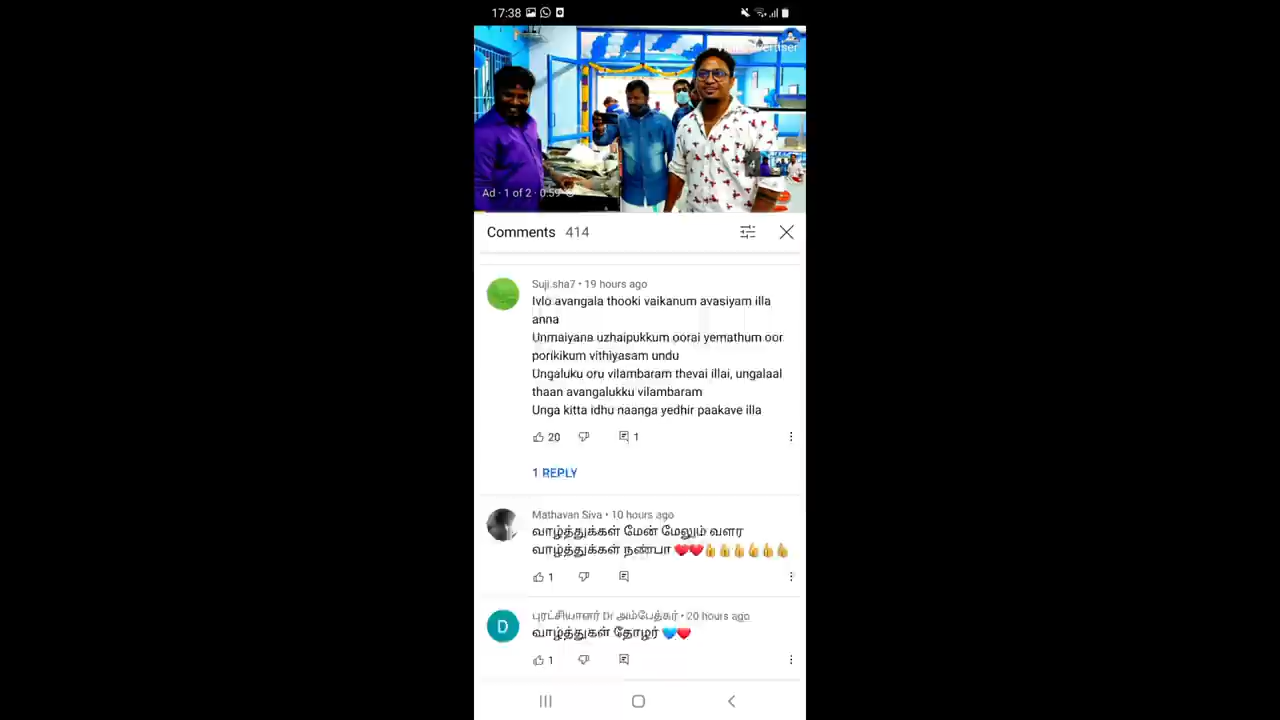 17:38
Ad · 1 of 2 · 0:59
Comments 414
Suji.sha7 • 19 hours ago
Ivlo avangala thooki vaikanum avasiyam illa
anna
Unmaiyana uzhaipukkum oorai yemathum oor
porikikum vithiyasam undu
Ungaluku oru vilambaram thevai illai, ungalaal
thaan avangalukku vilambaram
Unga kitta idhu naanga yedhir paakave illa
20 1
1 REPLY
Mathavan Siva • 10 hours ago
வாழ்த்துக்கள் மேன் மேலும் வளர
வாழ்த்துக்கள் நண்பா ❤️❤️👍👍👍👍👍👍
1
D
புரட்சியாளர் Dr அம்பேத்கர் • 20 hours ago
வாழ்த்துகள் தோழர் 💙❤️
1